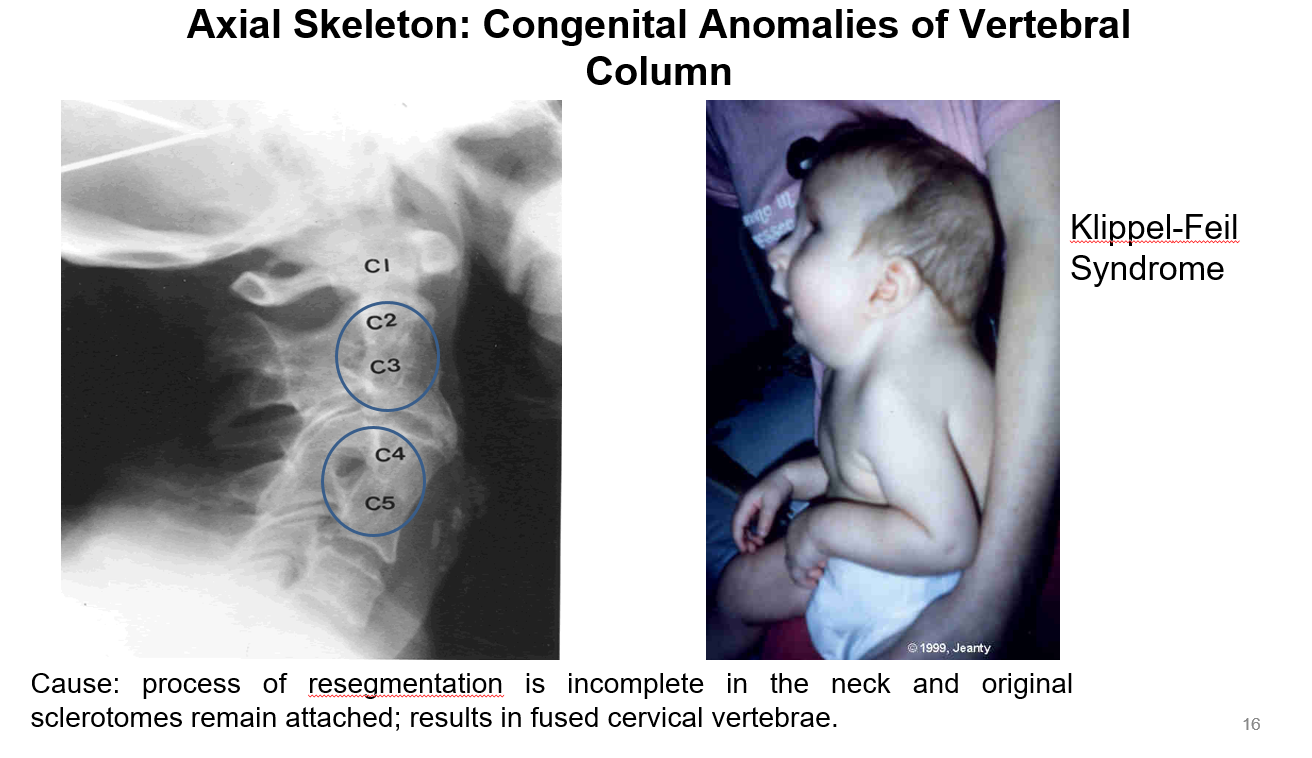 Axial Skeleton: Congenital Anomalies of Vertebral
Column
C1
C2
C3
C4
C5
© 1999, Jeanty
Klippel-Feil
Syndrome
Cause: process of resegmentation is incomplete in the neck and original
sclerotomes remain attached; results in fused cervical vertebrae.
16